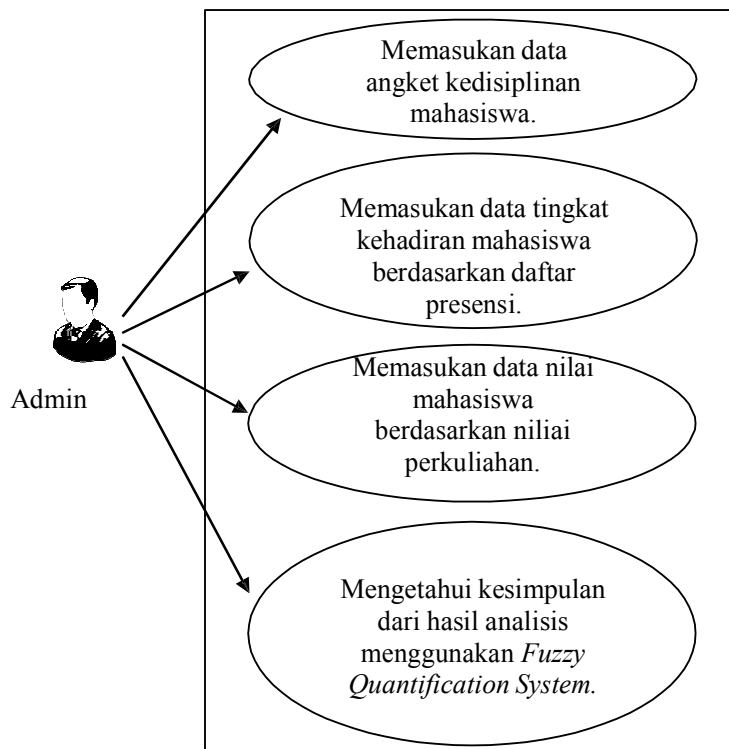 Memasukan data
angket kedisiplinan
mahasiswa.
Memasukan data tingkat
kehadiran mahasiswa
berdasarkan daftar
presensi.
Admin
Memasukan data nilai
mahasiswa
berdasarkan niliai
perkuliahan.
Mengetahui kesimpulan
dari hasil analisis
menggunakan Fuzzy
Quantification System.